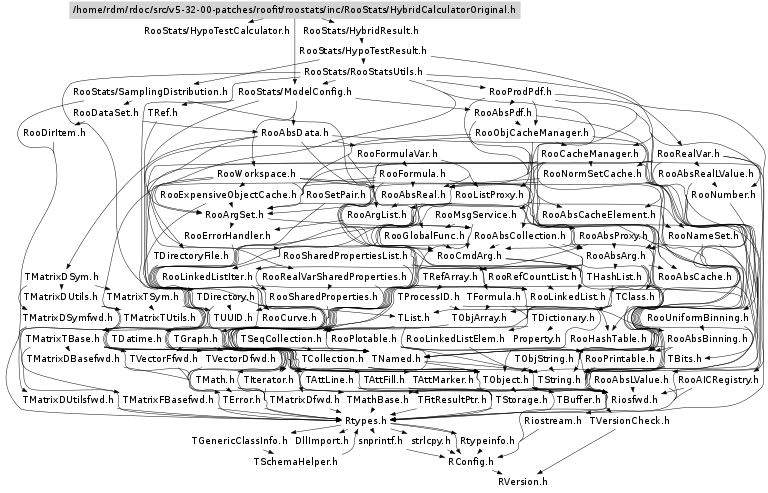 /home/rdm/rdoc/src/v5-32-00-patches/roofit/roostats/inc/RooStats/HybridCalculatorOriginal.h
RooStats/HypoTestCalculator.h RooStats/HybridResult.h
RooStats/HypoTestResult.h
RooStats/RooStatsUtils.h
RooStats/SamplingDistribution.h RooStats/ModelConfig.h RooProdPdf.h
RooDataSet.h TRef.h RooAbsPdf.h
RooDirItem.h RooAbsData.h RooObjCacheManager.h
RooFormulaVar.h RooCacheManager.h RooRealVar.h
RooWorkspace.h RooFormula.h RooNormSetCache.h RooAbsRealLValue.h
RooExpensiveObjectCache.h RooSetPair.h RooAbsReal.h RooListProxy.h RooNumber.h
RooArgSet.h RooArgList.h RooMsgService.h RooAbsCacheElement.h
RooErrorHandler.h RooGlobalFunc.h RooAbsCollection.h RooAbsProxy.h RooNameSet.h
TDirectoryFile.h RooSharedPropertiesList.h RooCmdArg.h RooAbsArg.h
TMatrixDSym.h RooLinkedListIter.h RooRealVarSharedProperties.h TRefArray.h RooRefCountList.h THashList.h RooAbsCache.h
TMatrixDUtils.h TMatrixTSym.h TDirectory.h RooSharedProperties.h TProcessID.h TFormula.h RooLinkedList.h TClass.h
TMatrixDSymfwd.h TMatrixTUtils.h TUUID.h RooCurve.h TList.h TObjArray.h TDictionary.h RooUniformBinning.h
TMatrixTBase.h TDatime.h TGraph.h TSeqCollection.h RooPlotable.h RooLinkedListElem.h Property.h RooHashTable.h RooAbsBinning.h
TMatrixDBasefwd.h TVectorFfwd.h TVectorDfwd.h TCollection.h TNamed.h TObjString.h RooPrintable.h TBits.h
TMath.h TIterator.h TAttLine.h TAttFill.h TAttMarker.h TObject.h TString.h RooAbsLValue.h RooAICRegistry.h
TMatrixDUtilsfwd.h TMatrixFBasefwd.h TError.h TMatrixDfwd.h TMathBase.h TFitResultPtr.h TStorage.h TBuffer.h Riosfwd.h
Rtypes.h Riostream.h TVersionCheck.h
TGenericClassInfo.h DllImport.h snprintf.h strlcpy.h Rtypeinfo.h
TSchemaHelper.h RConfig.h
RVersion.h